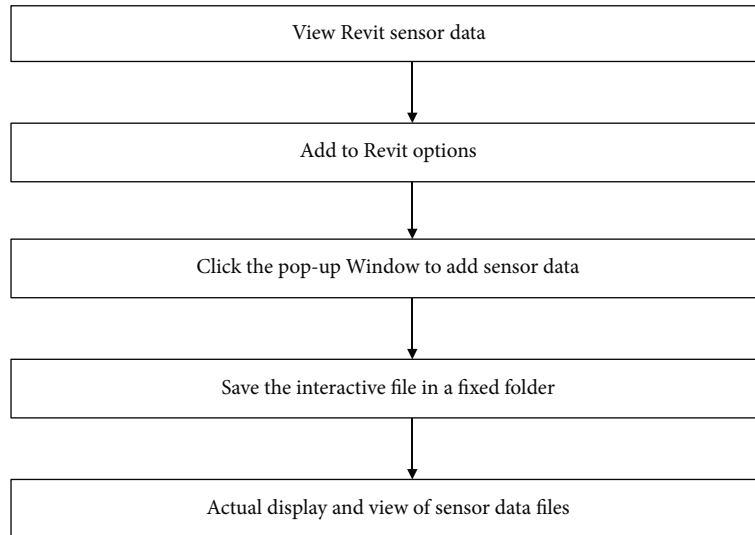 View Revit sensor data
Add to Revit options
Click the pop-up Window to add sensor data
Save the interactive file in a fixed folder
Actual display and view of sensor data files